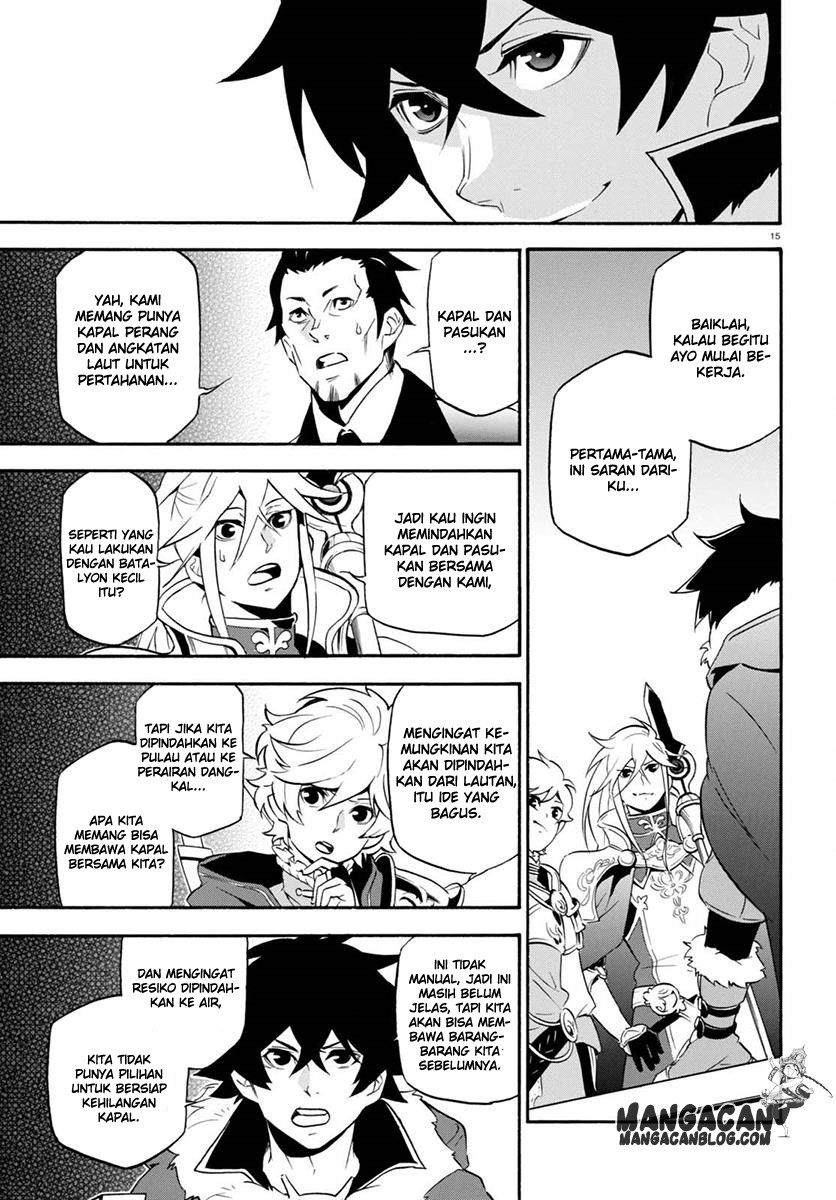 15
BAIKLAH,
KALAU BEGITU
AYO MULAI BE-
KERJA.
PERTAMA-TAMA,
INI SARAN DARI-
KU...
KAPAL DAN
PASUKAN
...?
YAH, KAMI
MEMANG PUNYA
KAPAL PERANG
DAN ANGKATAN
LAUT UNTUK
PERTAHANAN...
JADI KAU INGIN
MEMINDAHKAN
KAPAL DAN PASU-
KAN BERSAMA
DENGAN KAMI,
SEPERTI YANG
KAU LAKUKAN
DENGAN BATA-
LYON KECIL
ITU?
MENGINGAT KE-
MUNGKINAN KITA
AKAN DIPINDAH-
KAN DARI LAUTAN,
ITU IDE YANG
BAGUS.
TAPI JIKA KITA
DIPINDAHKAN KE
PULAU ATAU KE
PERAIRAN DANG-
KAL...
APA KITA
MEMANG BISA
MEMBAWA KAPAL
BERSAMA KITA?
INI TIDAK
MANUAL, JADI INI
MASIH BELUM
JELAS, TAPI KITA
AKAN BISA MEM-
BAWA BARANG-
BARANG KITA
SEBELUMNYA.
DAN MENGINGAT
RESIKO DIPINDAH-
KAN KE AIR,
KITA TIDAK
PUNYA PILIHAN
UNTUK BERSIAP
KEHILANGAN
KAPAL.
MANGACAN
MANGACANBLOG.COM